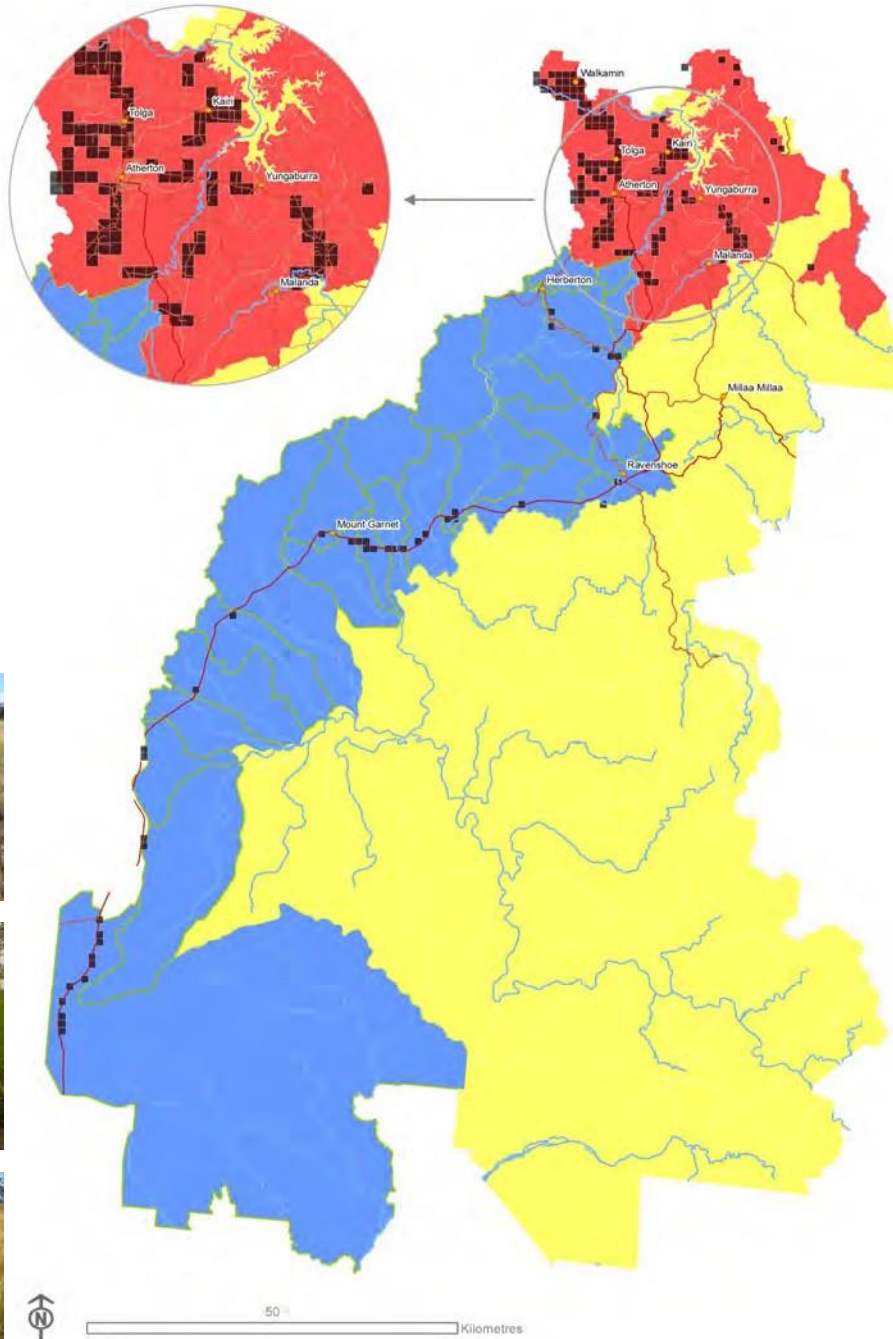 Tolga
Kairi
Atherton
Yungaburra
Malanda
Walkamin
Tolga
Kairi
Atherton
Yungaburra
Malanda
Herberton
Millaa Millaa
Ravenshoe
Mount Garnet
N
50
Kilometres